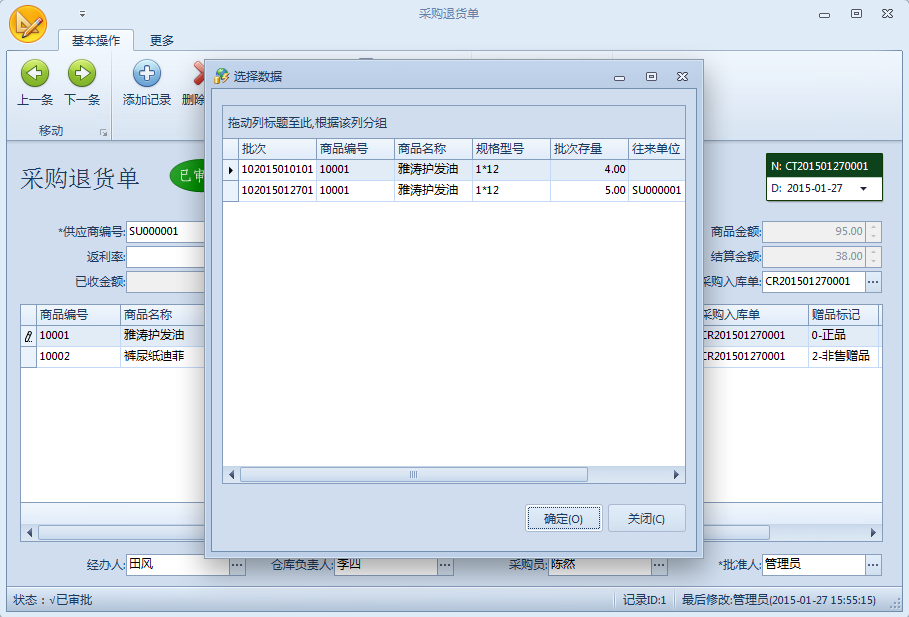 采购退货单
基本操作 更多
上一条 下一条 添加记录 删除
移动
采购退货单
已审
N: CT201501270001
D: 2015-01-27
*供应商编号: SU000001
返利率:
已收金额:
商品金额: 95.00
结算金额: 38.00
采购入库单: CR201501270001
商品编号 商品名称 采购入库单 赠品标记
10001 雅涛护发油 CR201501270001 0-正品
10002 裤尿纸迪菲 CR201501270001 2-非售赠品
选择数据
拖动列标题至此,根据该列分组
批次 商品编号 商品名称 规格型号 批次存量 往来单位
102015010101 10001 雅涛护发油 1*12 4.00
102015012701 10001 雅涛护发油 1*12 5.00 SU000001
确定(O) 关闭(C)
经办人: 田风 仓库负责人: 李四 采购员: 陈然 *批准人: 管理员
状态：√已审批 记录ID:1 最后修改:管理员(2015-01-27 15:55:15)